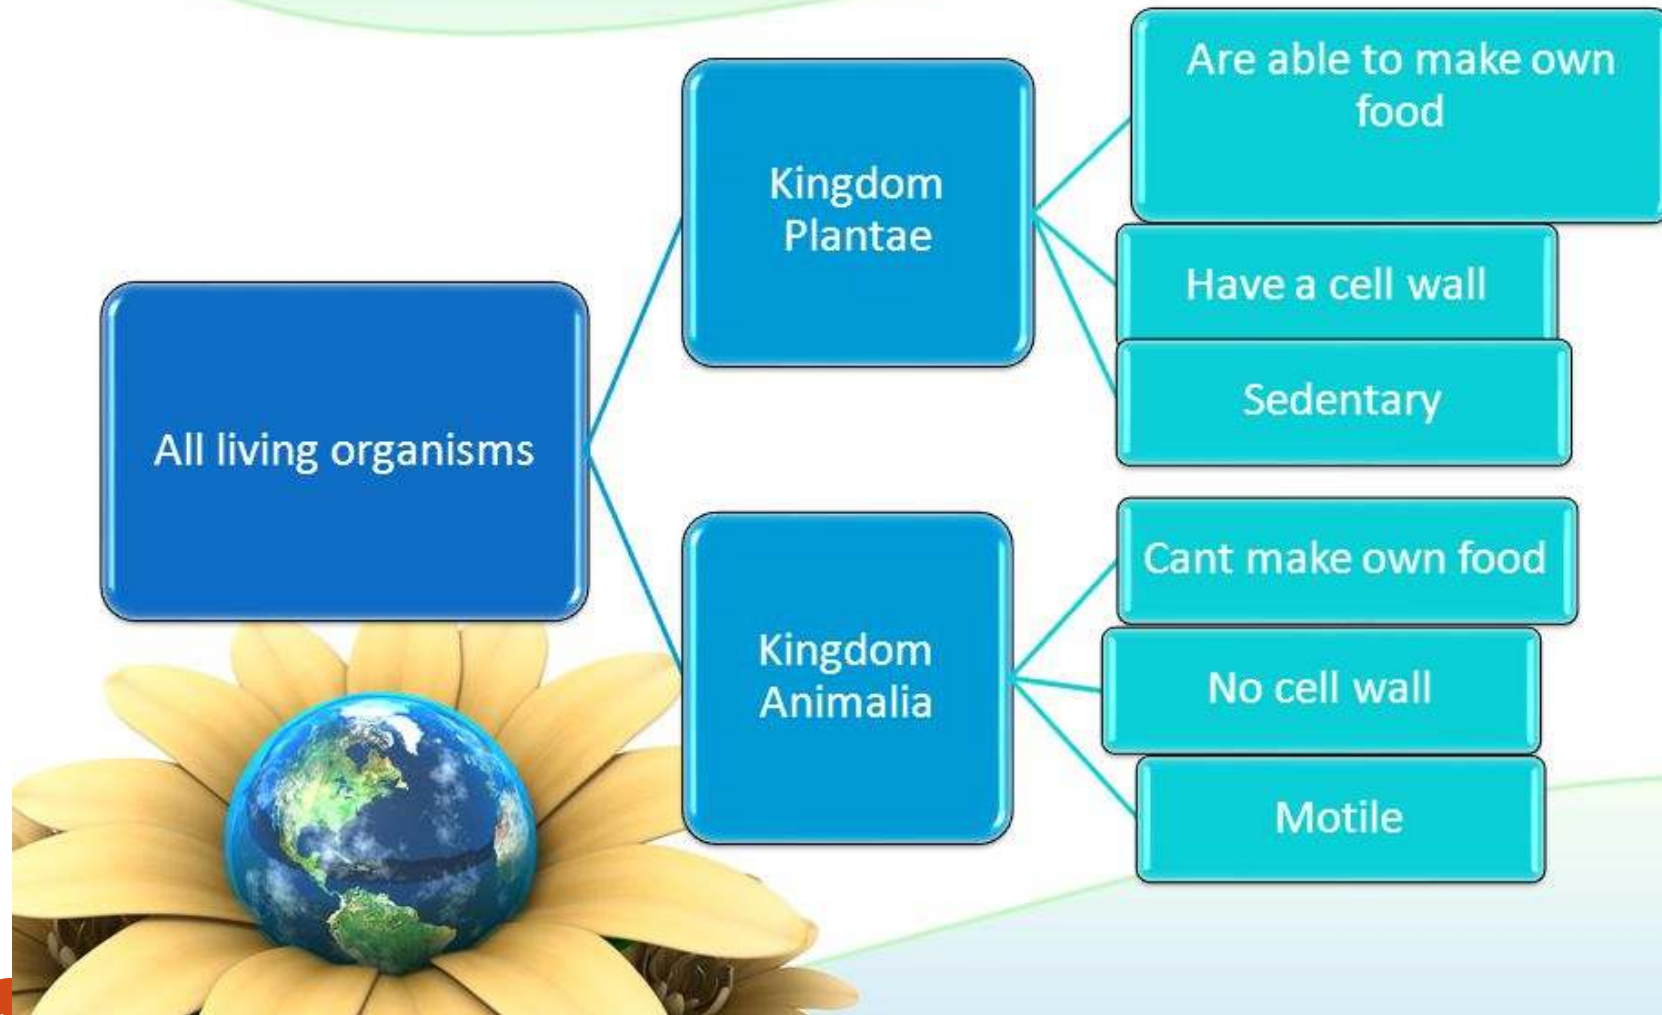 All living organisms
Kingdom
Plantae
Are able to make own
food
Have a cell wall
Sedentary
Kingdom
Animalia
Cant make own food
No cell wall
Motile